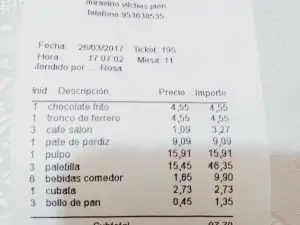 telefono 953638535
Fecha: 26/03/2017 Ticket 195
Hora 17:07:02 Mesa: 11
Atendido por ... Rosa
Unid Descripción Precio Importe
1 chocolate frito 4,55 4,55
1 tronco de ferrero 4,55 4,55
3 cafe salon 1,09 3,27
1 pate de perdiz 9,09 9,09
1 pulpo 15,91 15,91
3 paletilla 15,45 46,35
6 bebidas comedor 1,65 9,90
1 cubata 2,73 2,73
3 bollo de pan 0,45 1,35
Subtotal 97,70